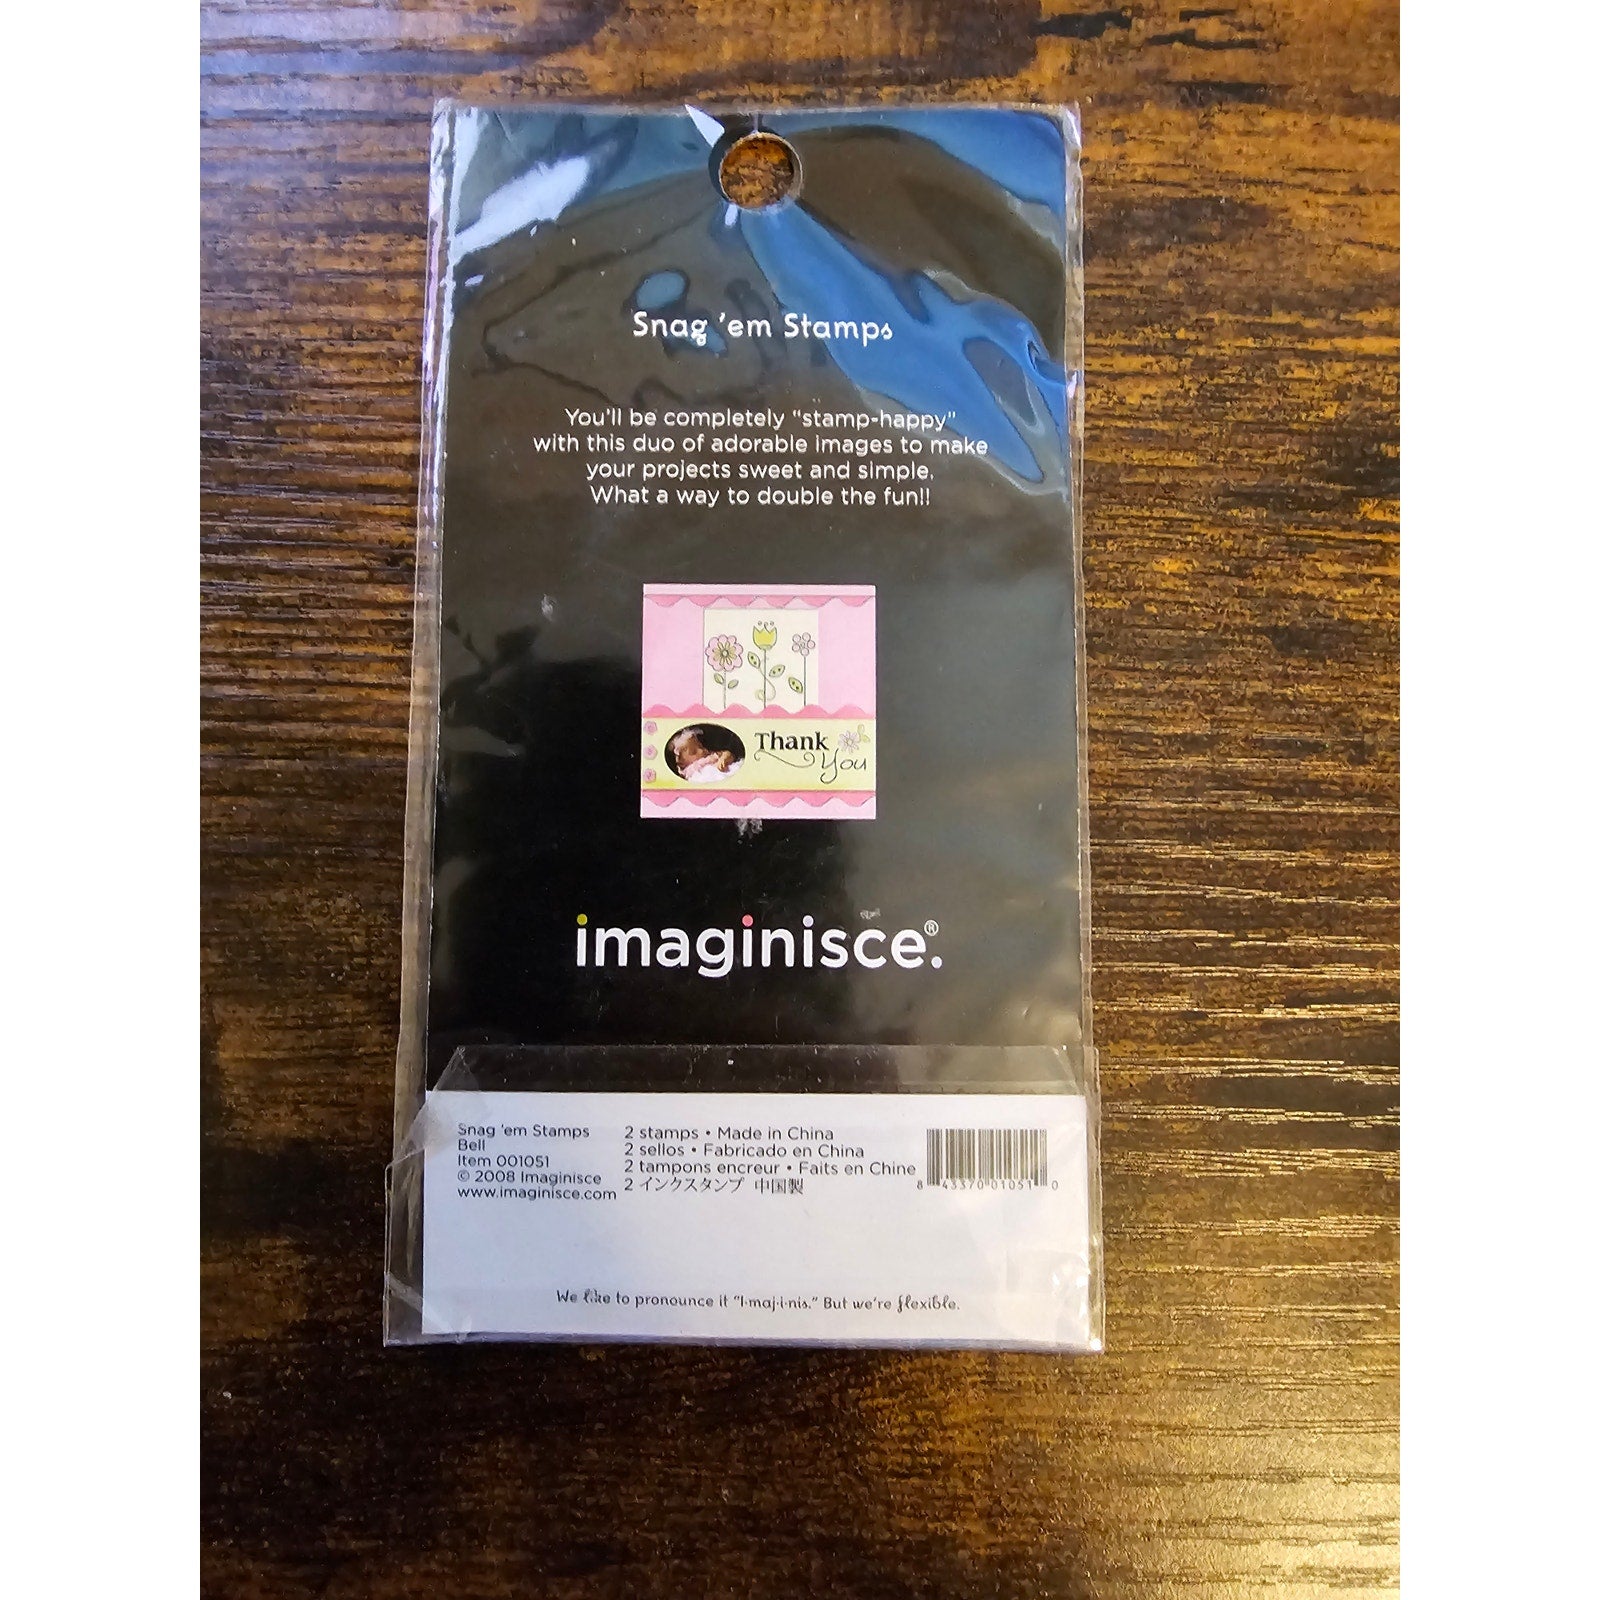 Snag 'em Stamps
You'll be completely "stamp-happy"
with this duo of adorable images to make
your projects sweet and simple.
What a way to double the fun!!
Thank
You
imaginisce.®
Snag 'em Stamps
Bell
Item 001051
© 2008 Imaginisce
www.imaginisce.com
2 stamps • Made in China
2 sellos • Fabricado en China
2 tampons encreur • Faits en Chine
2 インクスタンプ 中国製
8 43370 01051 0
We like to pronounce it "I-maj-i-nis." But we're flexible.